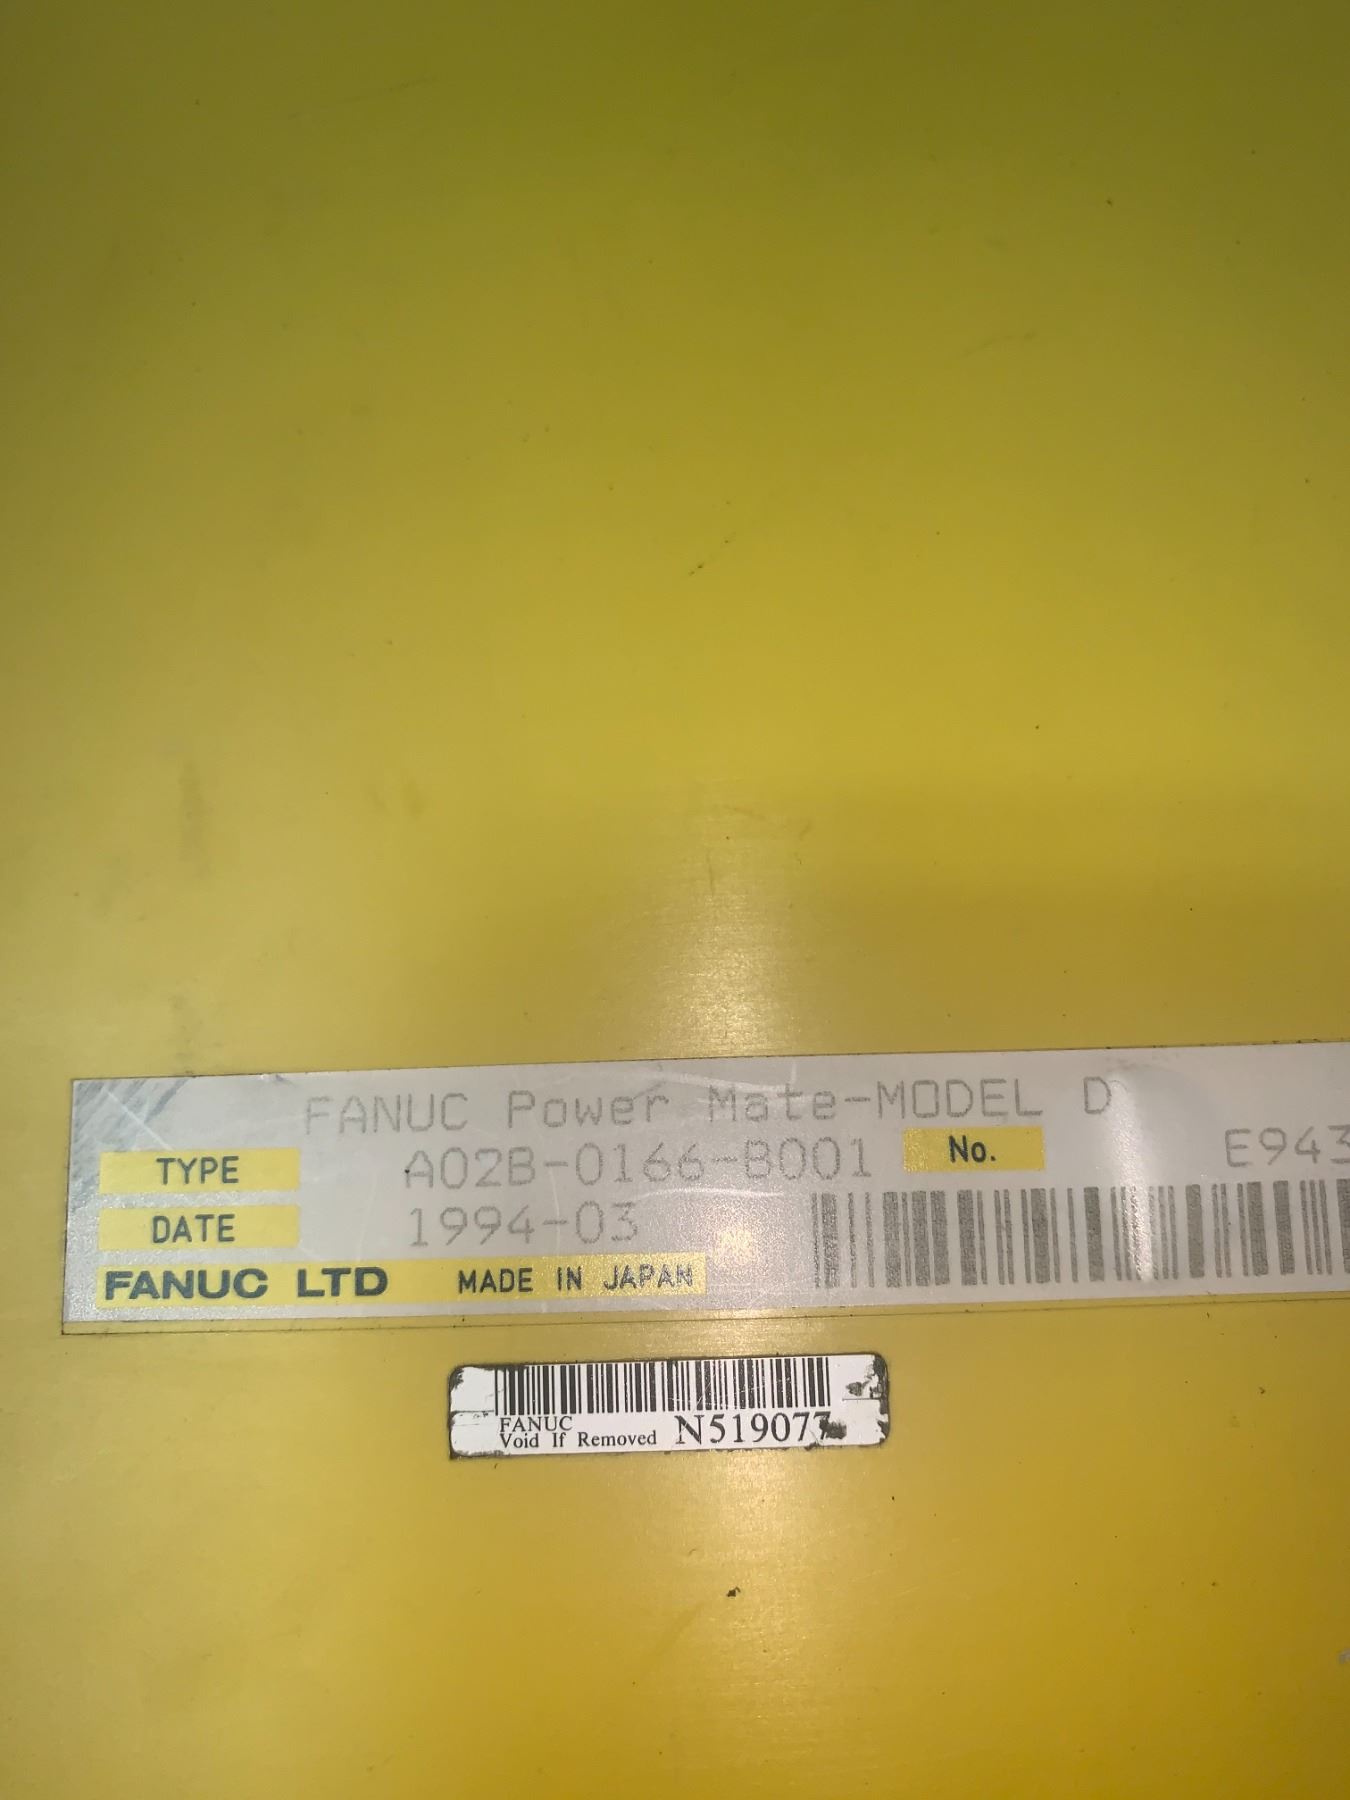 FANUC Power Mate-MODEL D
TYPE A02B-0166-B001 No. E943
DATE 1994-03
FANUC LTD MADE IN JAPAN
FANUC
Void If Removed N519077